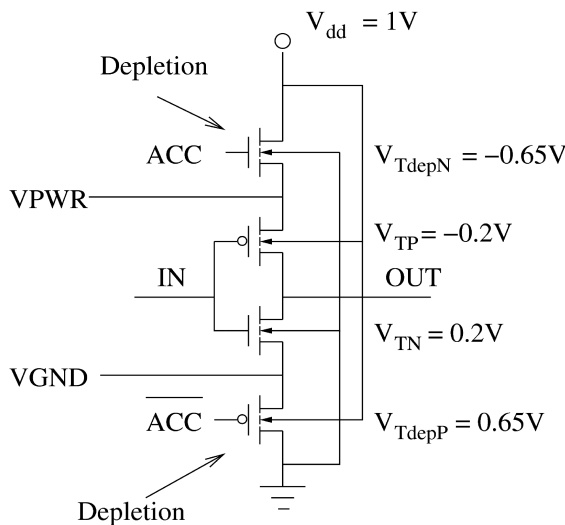 V_dd = 1V
Depletion
ACC
V_TdepN = −0.65V
VPWR
V_TP = −0.2V
IN
OUT
V_TN = 0.2V
VGND
A̅C̅C̅
V_TdepP = 0.65V
Depletion